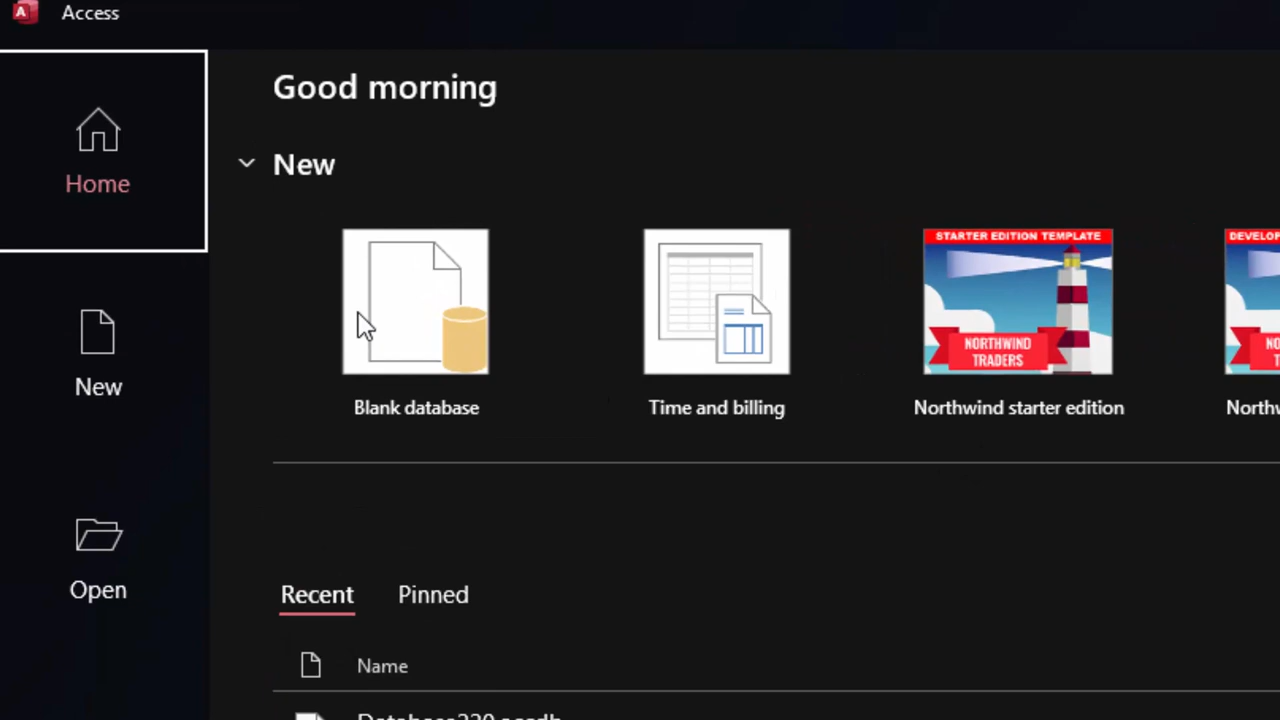 A
Access
Good morning
Home
New
STARTER EDITION TEMPLATE
NORTHWIND
TRADERS
New
Blank database
Time and billing
Northwind starter edition
Open
Recent
Pinned
Name